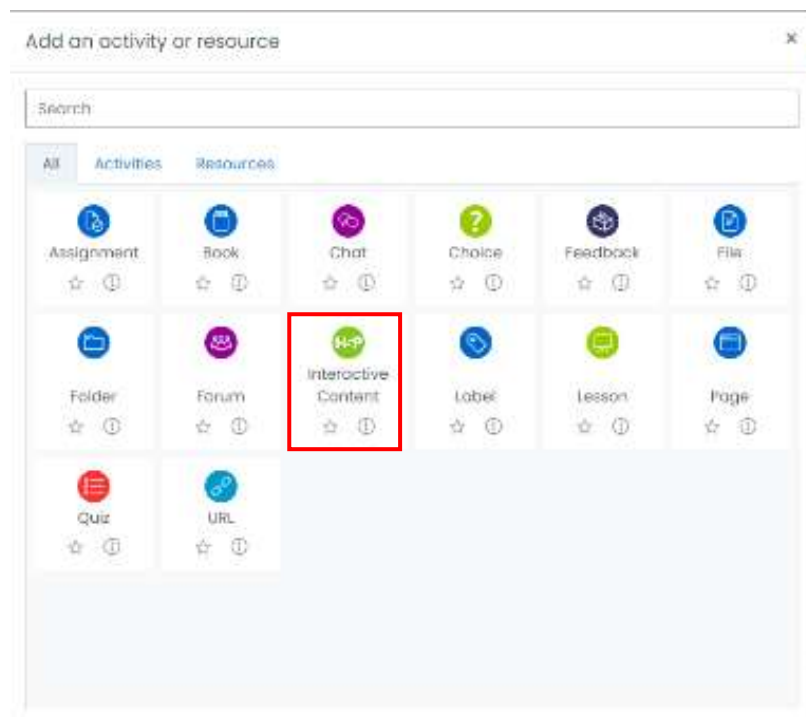 Add an activity or resource
Search
All Activities Resources
Assignment Book Chat Choice Feedback File
H-P
Folder Forum Interactive Content Label Lesson Page
Quiz URL